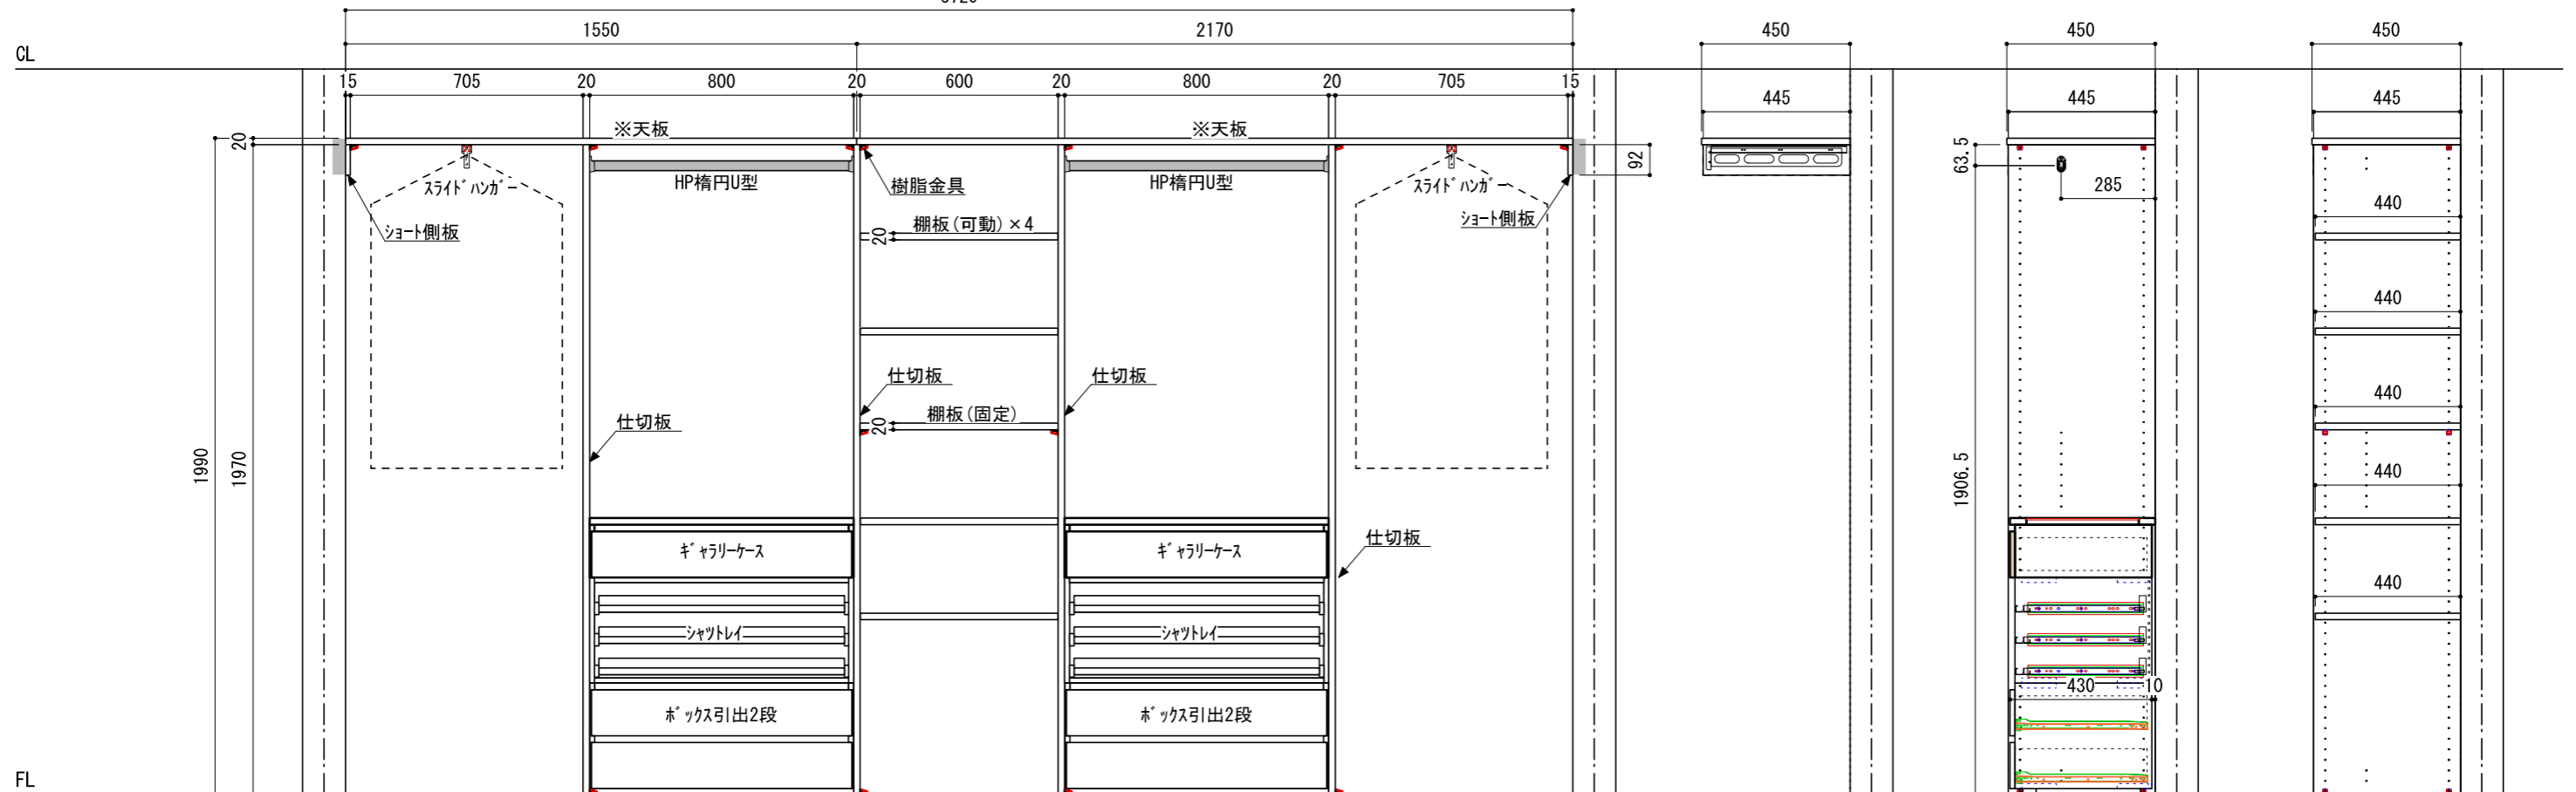 1550 2170 450 450 450
CL
15 705 20 800 20 600 20 800 20 705 15
445 445 445
※天板 ※天板
20
63.5
92
HP楕円U型 HP楕円U型
スライドハンガー スライドハンガー
樹脂金具
285
440
ショート側板 ショート側板
棚板(可動)×4
20
440
仕切板 仕切板
440
棚板(固定)
20
仕切板
1990
1970
1906.5
440
仕切板
ギャラリーケース ギャラリーケース
440
シャツトレイ シャツトレイ
430 10
ボックス引出2段 ボックス引出2段
FL